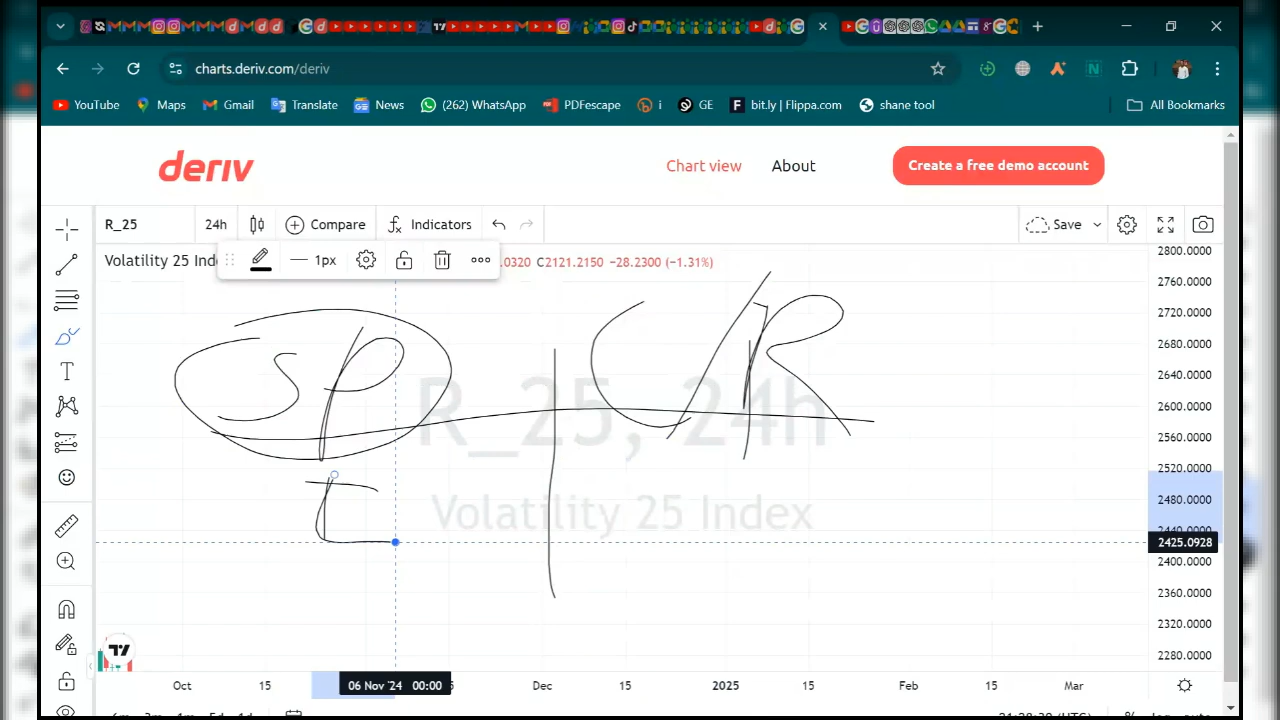 charts.deriv.com/deriv
YouTube Maps Gmail Translate News (262) WhatsApp PDFescape i GE bit.ly | Flippa.com shane tool All Bookmarks
deriv Chart view About Create a free demo account
R_25 24h Compare Indicators Save
Volatility 25 Inde 1px .0320 C2121.2150 −28.2300 (−1.31%)
2800.0000
2760.0000
2720.0000
2680.0000
2640.0000
2600.0000
2560.0000
2520.0000
2480.0000
2440.0000
2425.0928
2400.0000
2360.0000
2320.0000
2280.0000
SP C/R
R_25, 24h
Volatility 25 Index
Oct 15 06 Nov '24 00:00 Dec 15 2025 15 Feb 15 Mar